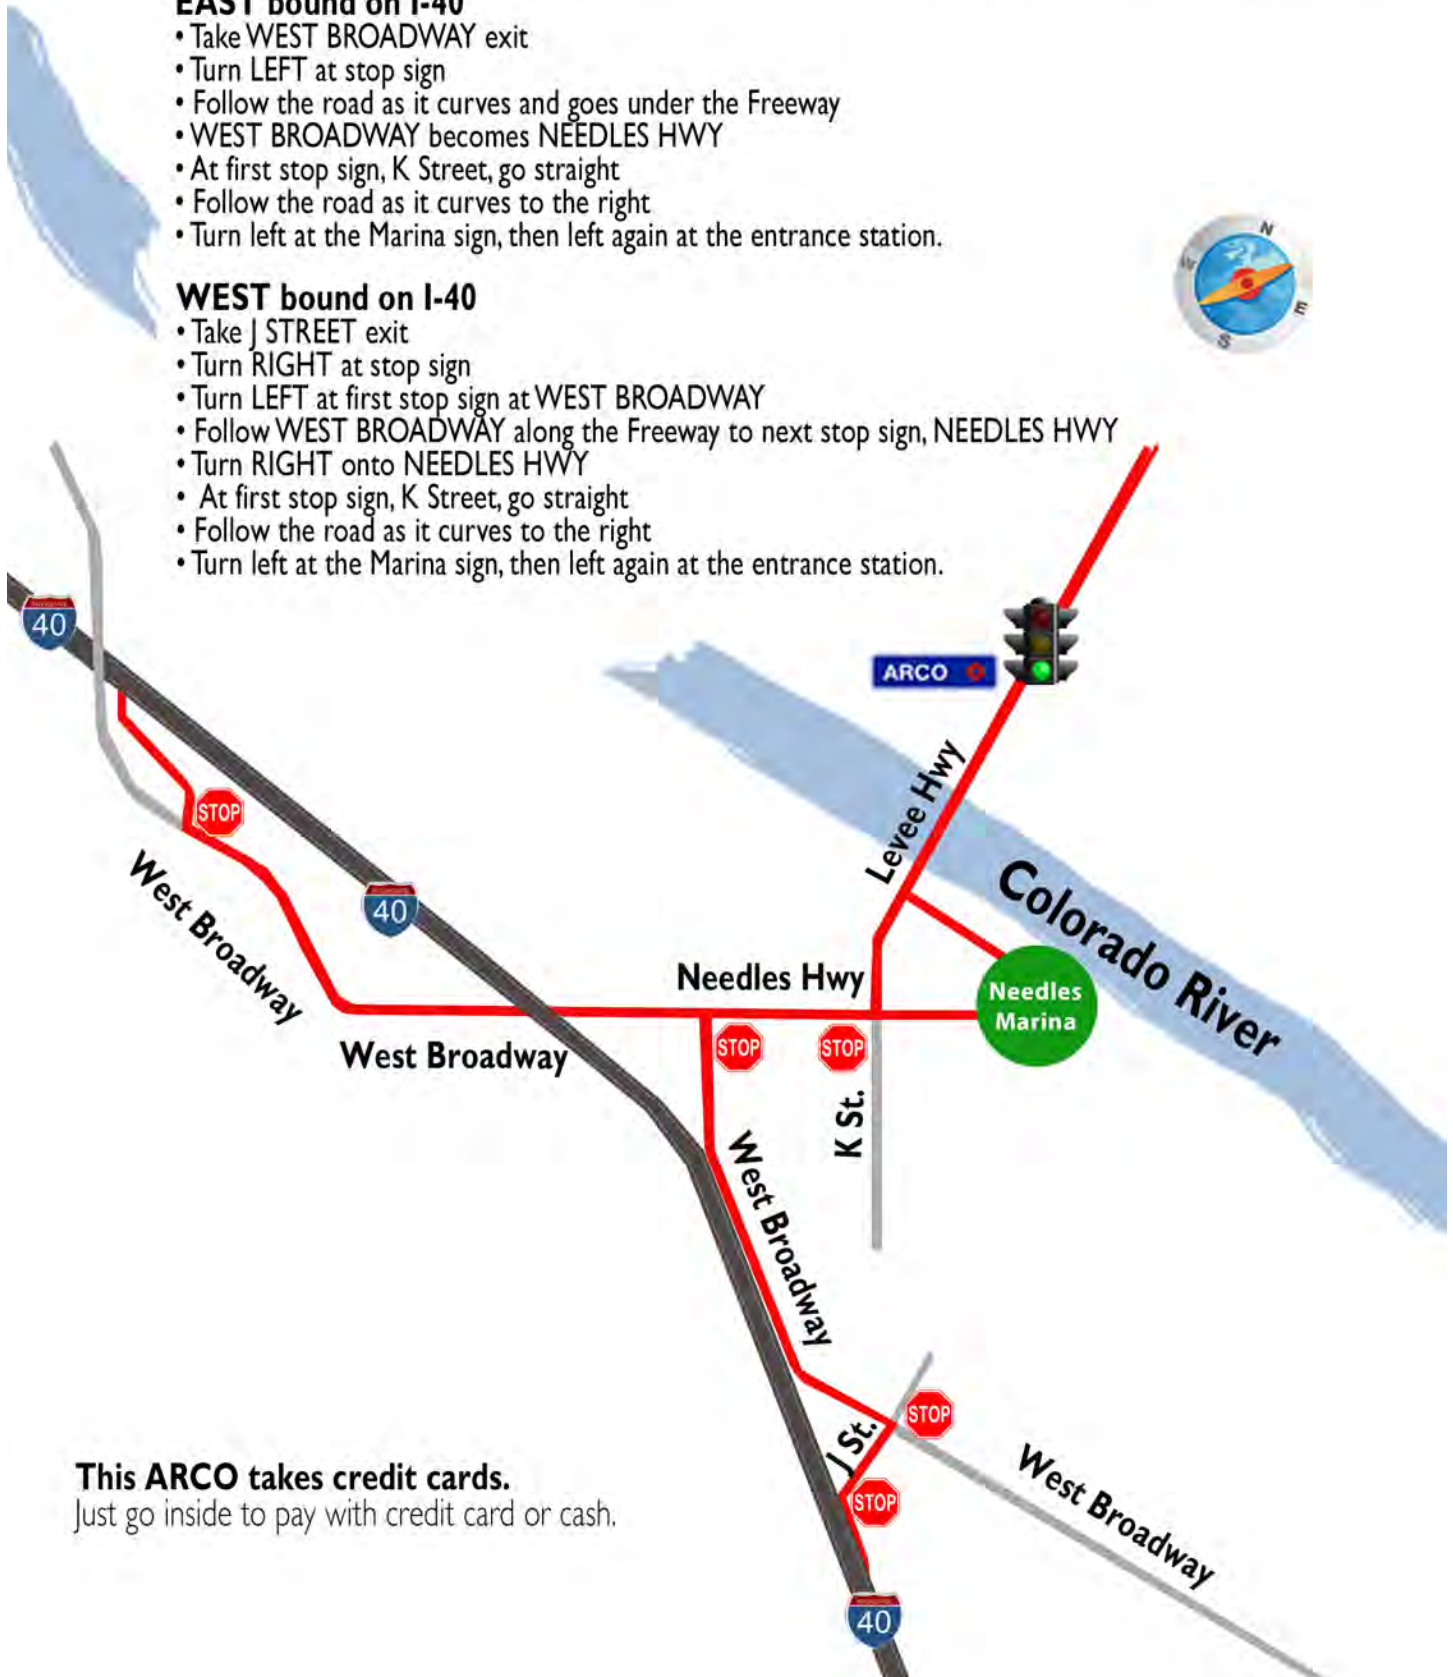 EAST bound on I-40
• Take WEST BROADWAY exit
• Turn LEFT at stop sign
• Follow the road as it curves and goes under the Freeway
• WEST BROADWAY becomes NEEDLES HWY
• At first stop sign, K Street, go straight
• Follow the road as it curves to the right
• Turn left at the Marina sign, then left again at the entrance station.
N
W
E
S
WEST bound on I-40
• Take J STREET exit
• Turn RIGHT at stop sign
• Turn LEFT at first stop sign at WEST BROADWAY
• Follow WEST BROADWAY along the Freeway to next stop sign, NEEDLES HWY
• Turn RIGHT onto NEEDLES HWY
• At first stop sign, K Street, go straight
• Follow the road as it curves to the right
• Turn left at the Marina sign, then left again at the entrance station.
40
ARCO
STOP
Levee Hwy
West Broadway
40
Colorado River
Needles Hwy
Needles
Marina
West Broadway
STOP
STOP
K St.
West Broadway
STOP
J St.
STOP
West Broadway
This ARCO takes credit cards.
Just go inside to pay with credit card or cash.
40